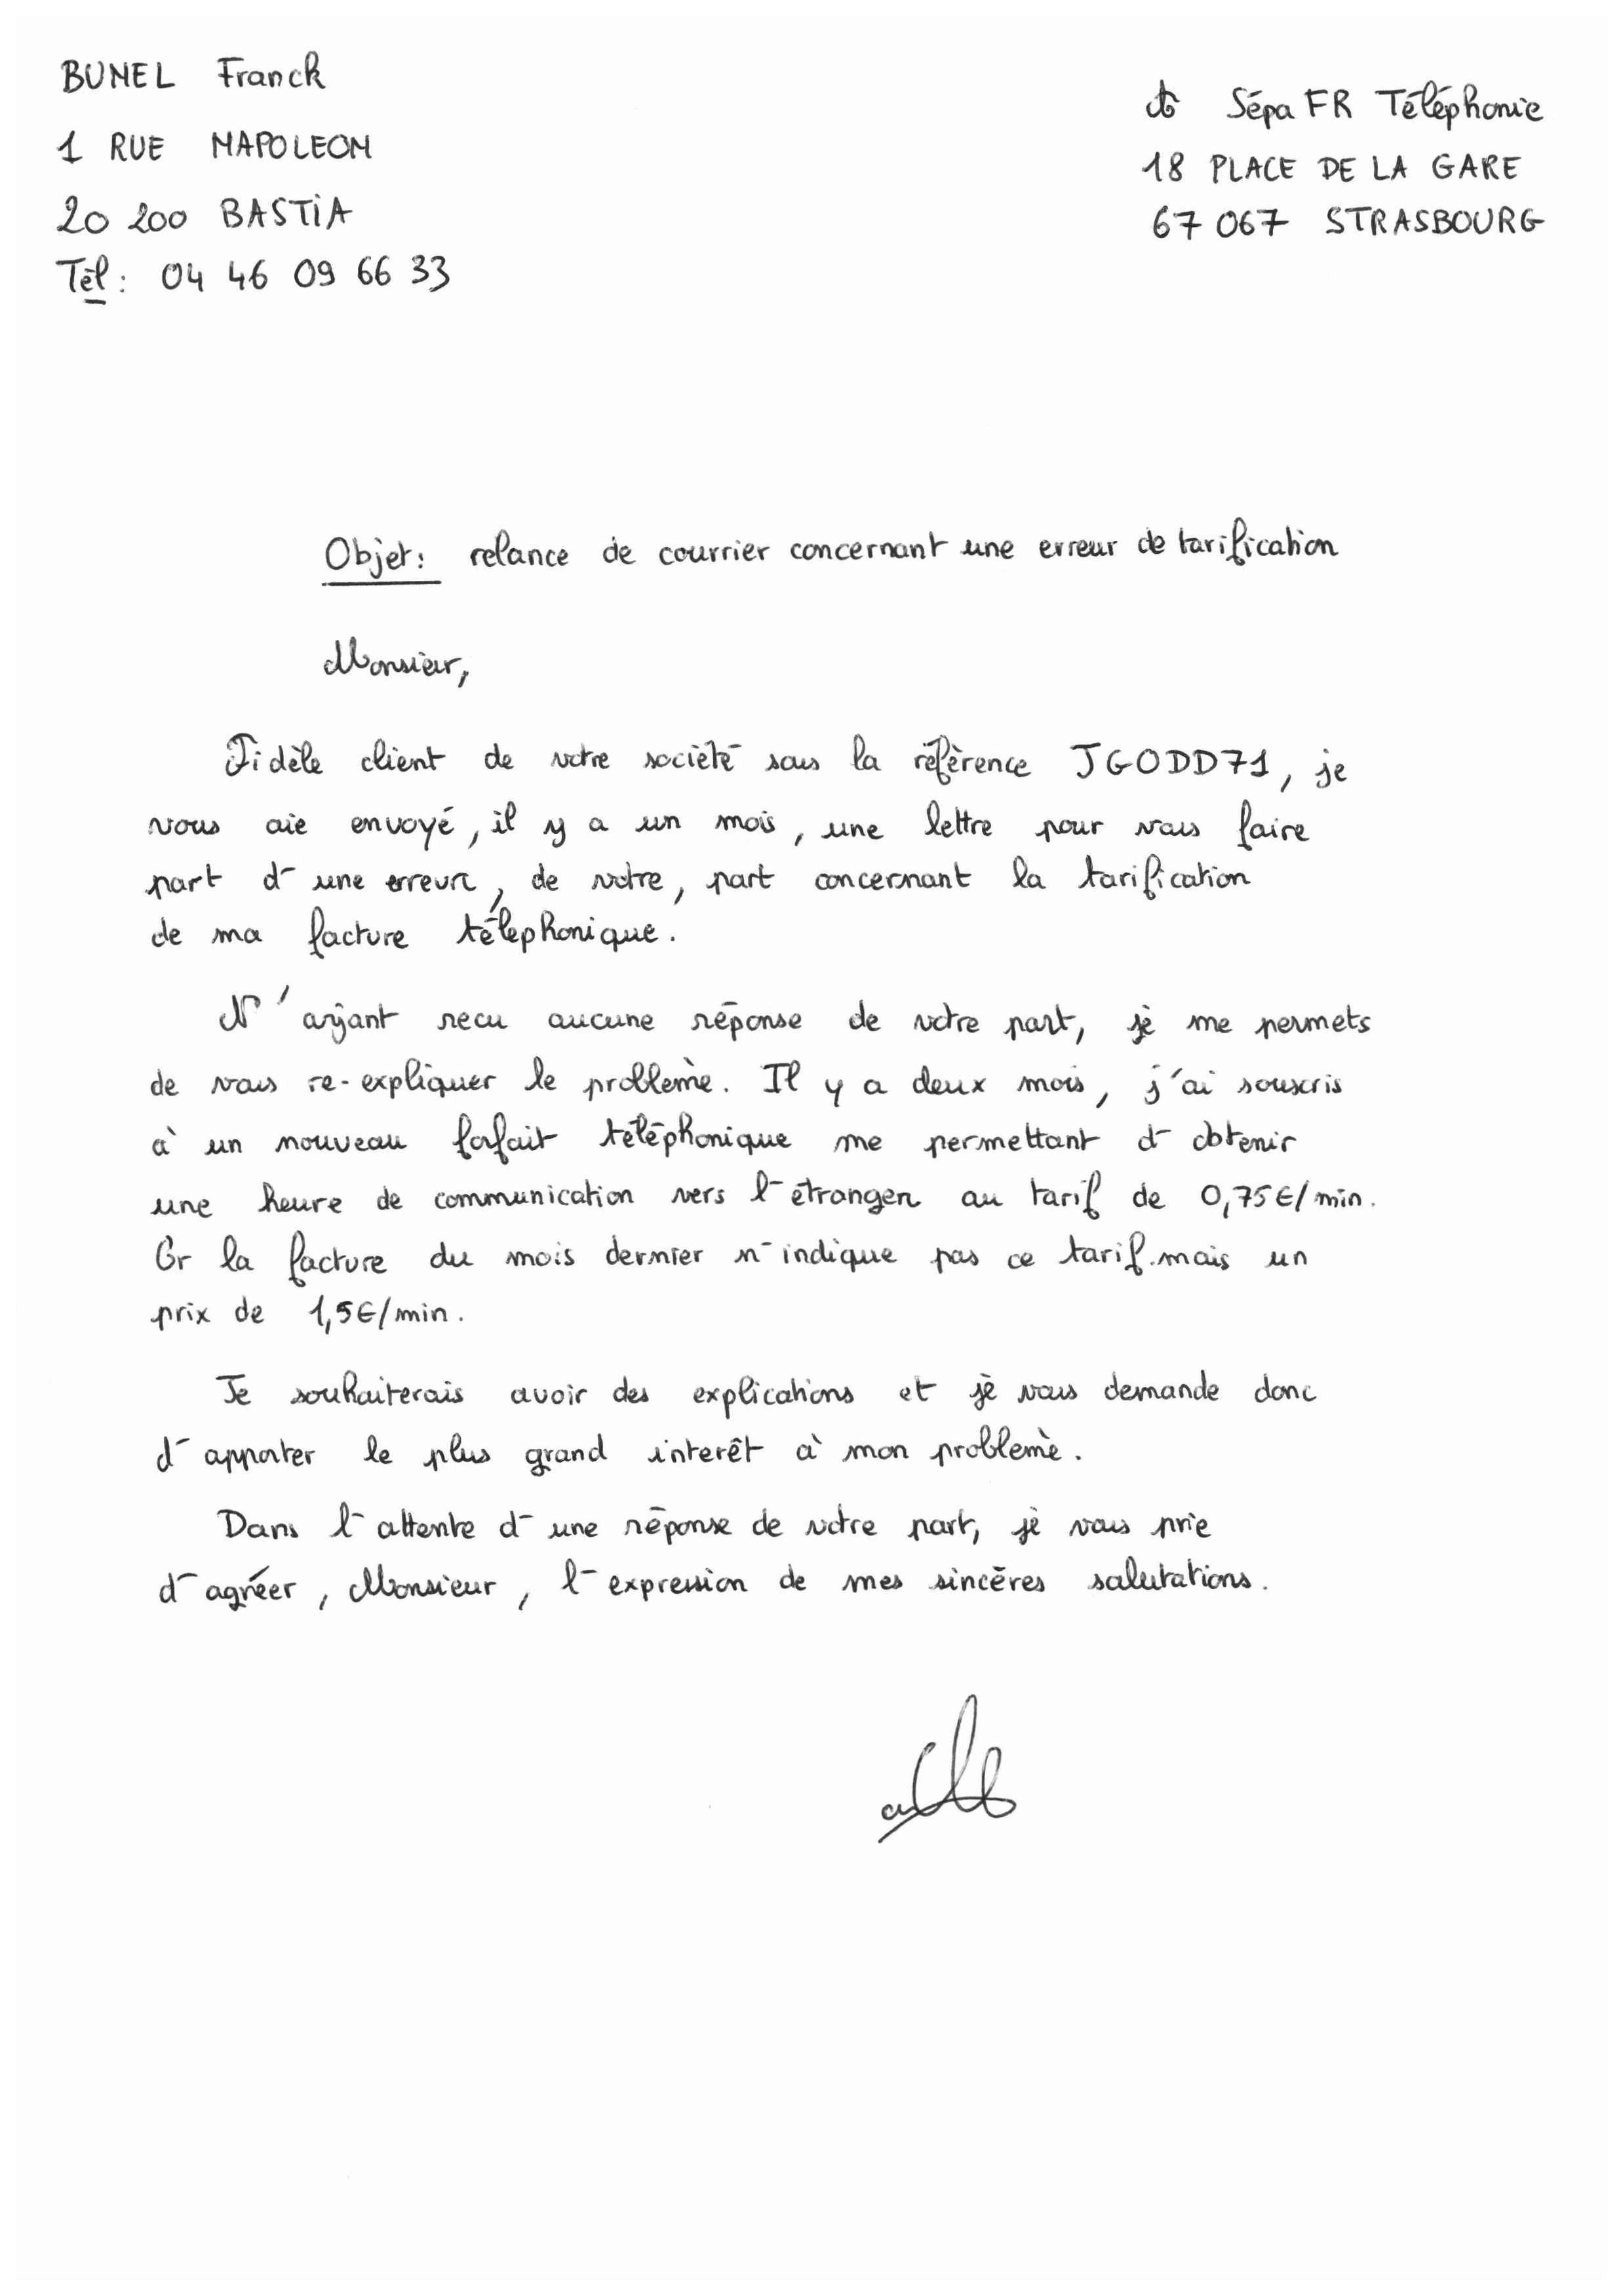 BUNEL Franck
1 RUE NAPOLEON
20 200 BASTIA
Tél : 04 46 09 66 33
à Sépa FR Téléphonie
18 PLACE DE LA GARE
67 067 STRASBOURG
Objet : relance de courrier concernant une erreur de tarification
Monsieur,
Fidèle client de votre société sous la référence JGODD71, je
vous aie envoyé, il y a un mois, une lettre pour vous faire
part d'une erreur, de votre, part concernant la tarification
de ma facture téléphonique.
N'ayant recu aucune réponse de votre part, je me permets
de vous re-expliquer le problème. Il y a deux mois, j'ai souscris
à un nouveau forfait téléphonique me permettant d'obtenir
une heure de communication vers l'étranger au tarif de 0,75€/min.
Or la facture du mois dernier n'indique pas ce tarif. mais un
prix de 1,5€/min.
Je souhaiterais avoir des explications et je vous demande donc
d'apporter le plus grand interêt à mon problème.
Dans l'attente d'une réponse de votre part, je vous prie
d'agréer, Monsieur, l'expression de mes sincères salutations.